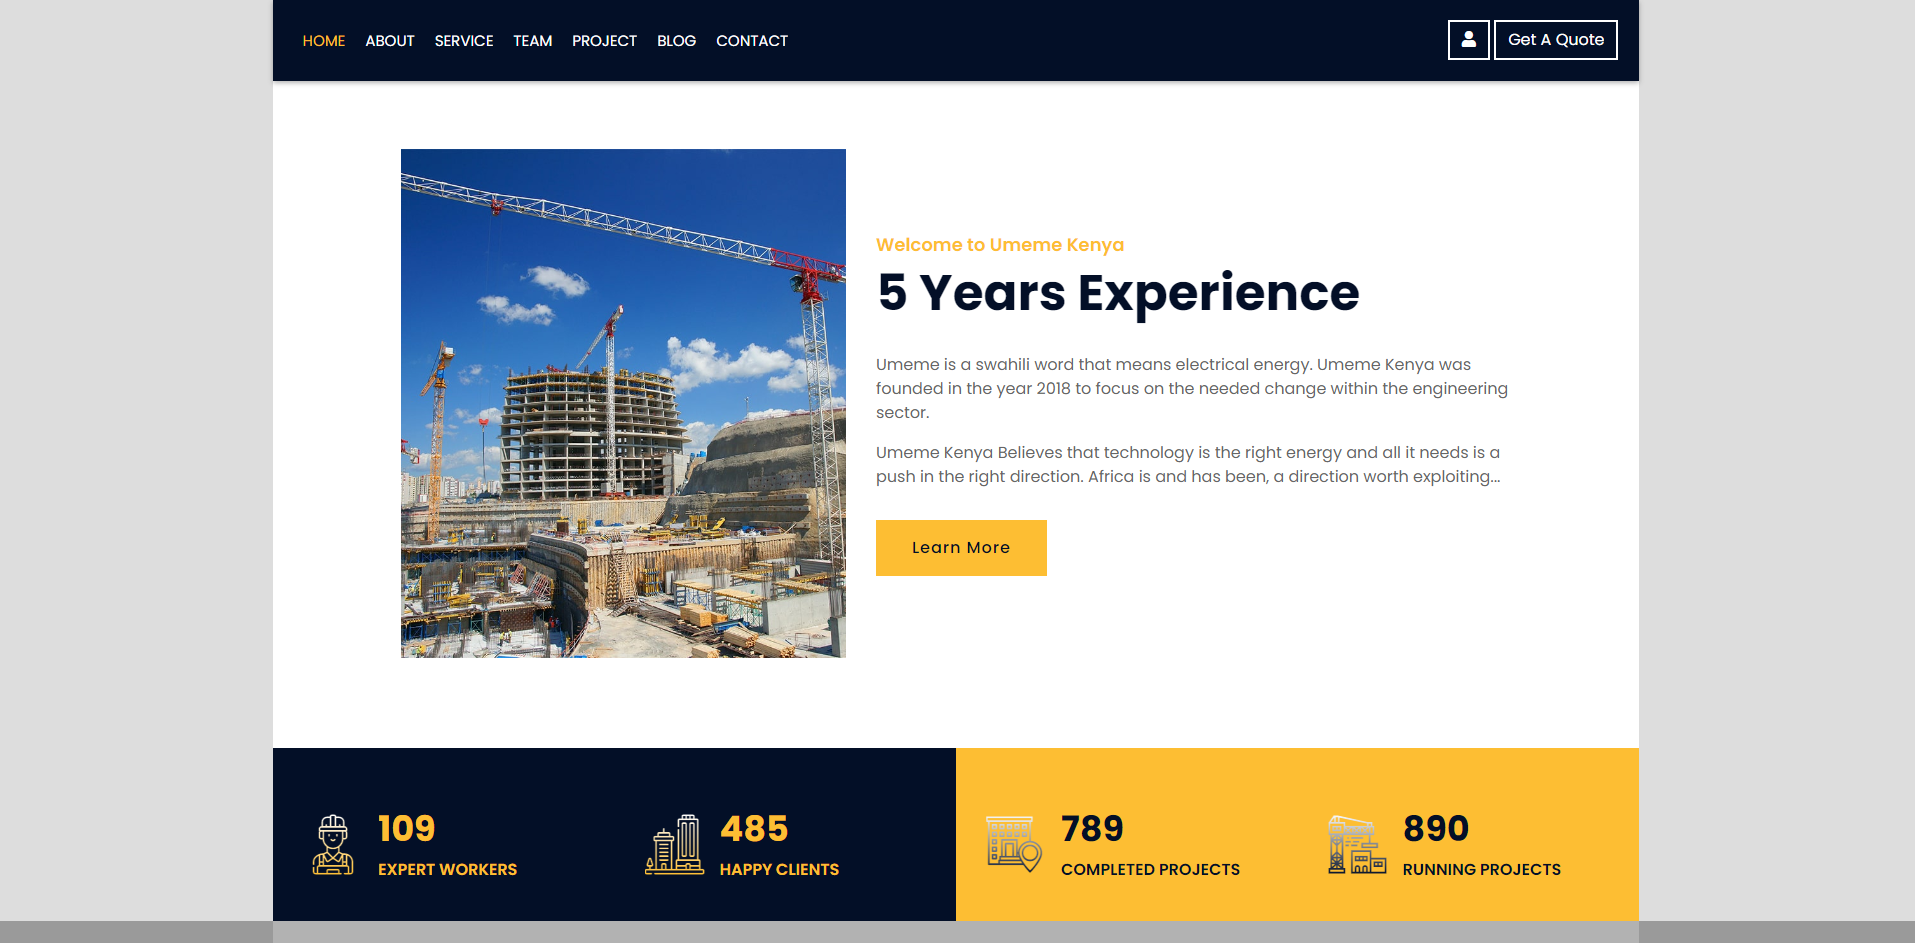 HOME ABOUT SERVICE TEAM PROJECT BLOG CONTACT Get A Quote
Welcome to Umeme Kenya
5 Years Experience
Umeme is a swahili word that means electrical energy. Umeme Kenya was
founded in the year 2018 to focus on the needed change within the engineering
sector.
Umeme Kenya Believes that technology is the right energy and all it needs is a
push in the right direction. Africa is and has been, a direction worth exploiting...
Learn More
109
EXPERT WORKERS
485
HAPPY CLIENTS
789
COMPLETED PROJECTS
890
RUNNING PROJECTS